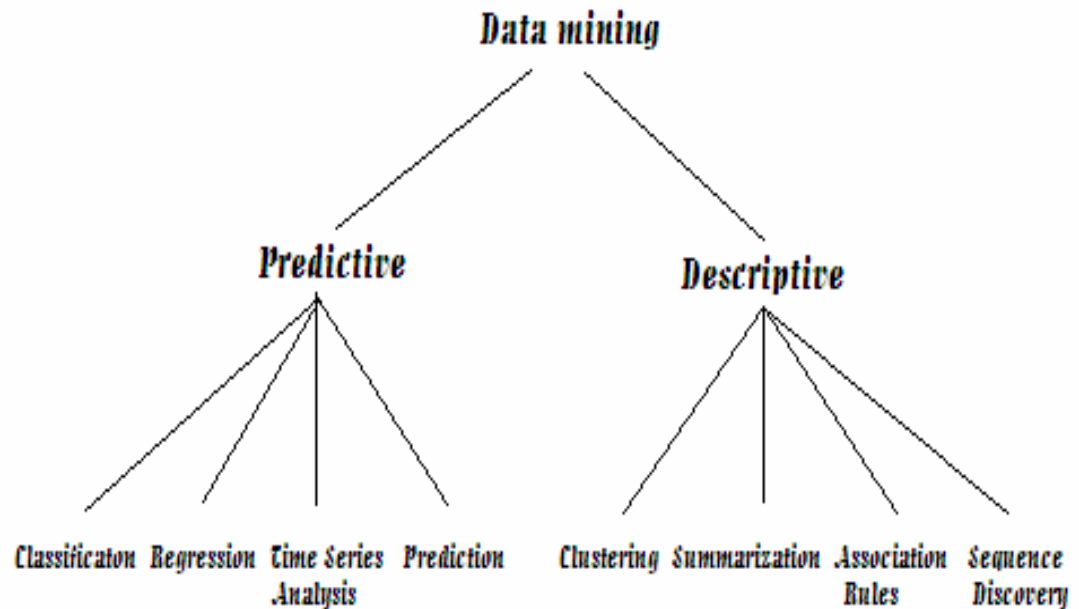 Data mining
Predictive
Descriptive
Classificaton Regression Time Series Prediction Clustering Summarization Association Sequence
Analysis Rules Discovery